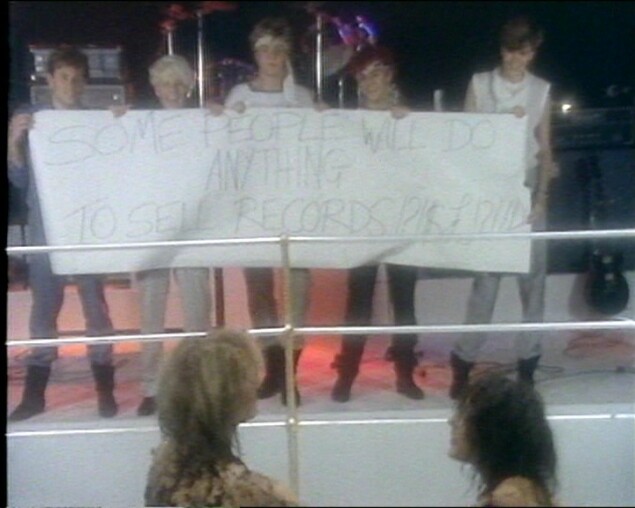 SOME PEOPLE WILL DO
ANYTHING
TO SELL RECORDS